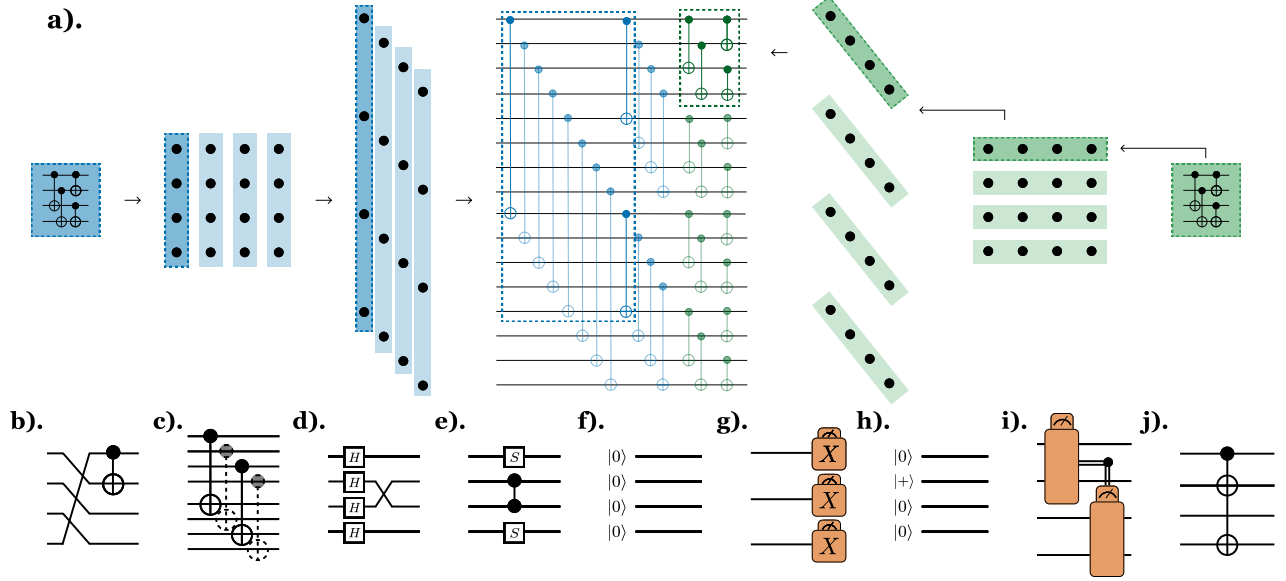 a).
b).
c).
d).
H
H
H
H
e).
S
S
f).
|0⟩
|0⟩
|0⟩
|0⟩
g).
X
X
X
h).
|0⟩
|+⟩
|0⟩
|0⟩
i).
j).